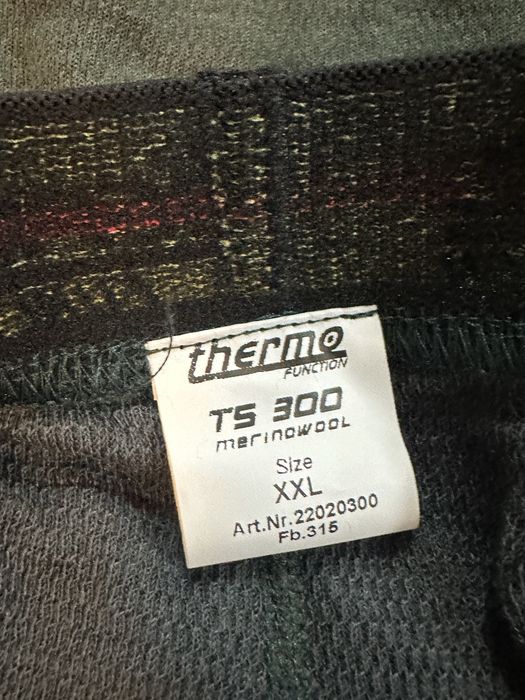 thermo
FUNCTION
TS 300
merinowool
Size
XXL
Art.Nr.22020300
Fb.315